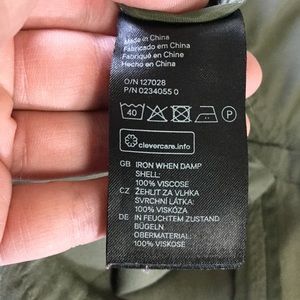 Made in China
Fabricado em China
Fabriqué en Chine
Hecho en China
O/N 127028
P/N 0234055 0
40
P
clevercare.info
GB IRON WHEN DAMP
SHELL:
100% VISCOSE
CZ ŽEHLIT ZA VLHKA
SVRCHNÍ LÁTKA:
100% VISKÓZA
DE IN FEUCHTEM ZUSTAND
BÜGELN
OBERMATERIAL:
100% VISKOSE